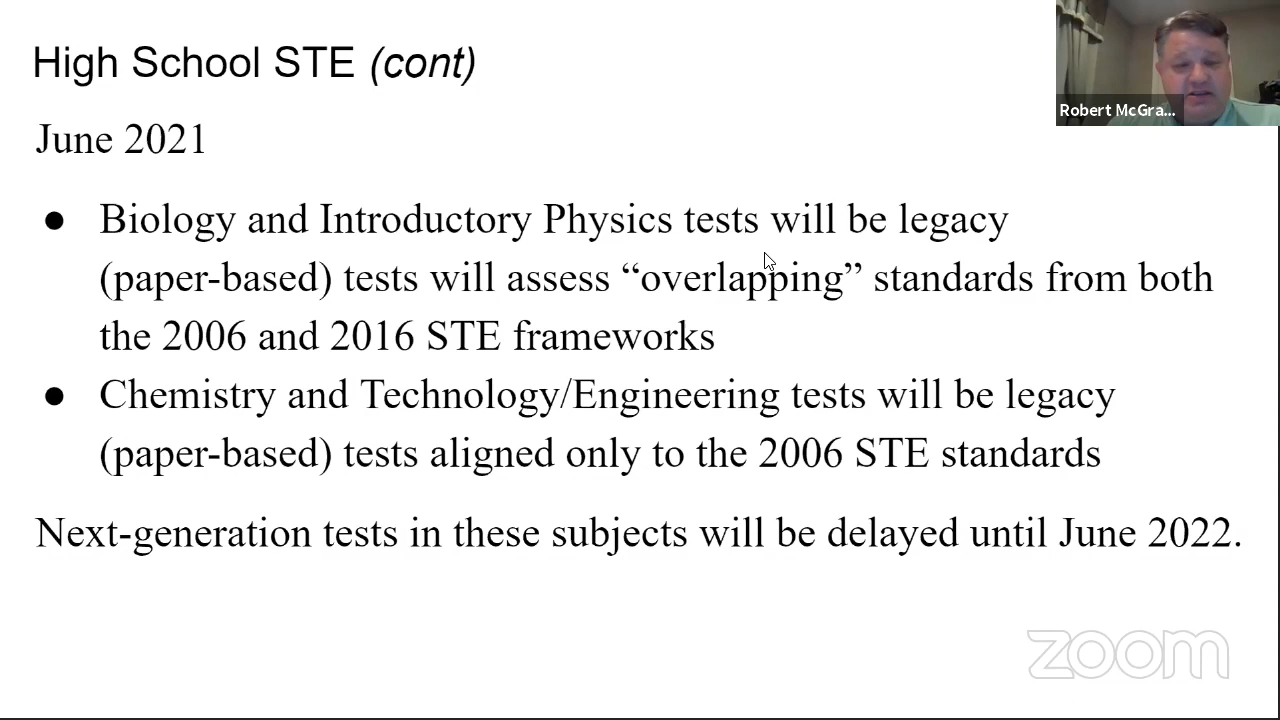 High School STE (cont)
Robert McGra...
June 2021
● Biology and Introductory Physics tests will be legacy
(paper-based) tests will assess “overlapping” standards from both
the 2006 and 2016 STE frameworks
● Chemistry and Technology/Engineering tests will be legacy
(paper-based) tests aligned only to the 2006 STE standards
Next-generation tests in these subjects will be delayed until June 2022.
zoom